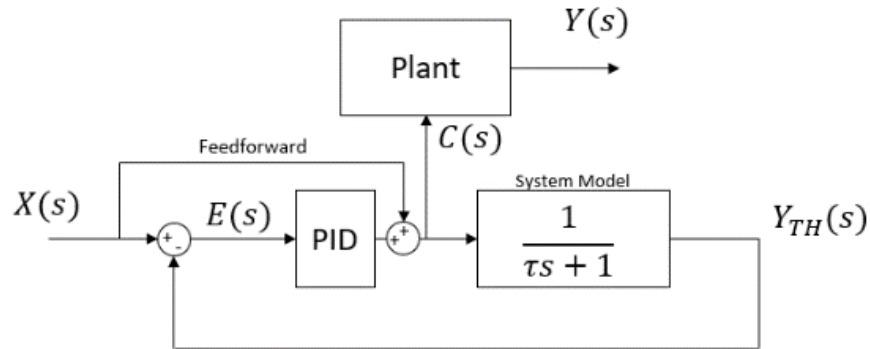 Y(s)
Plant
C(s)
Feedforward
System Model
X(s)
+
-
E(s)
PID
+
+
1
τs + 1
Y_TH(s)